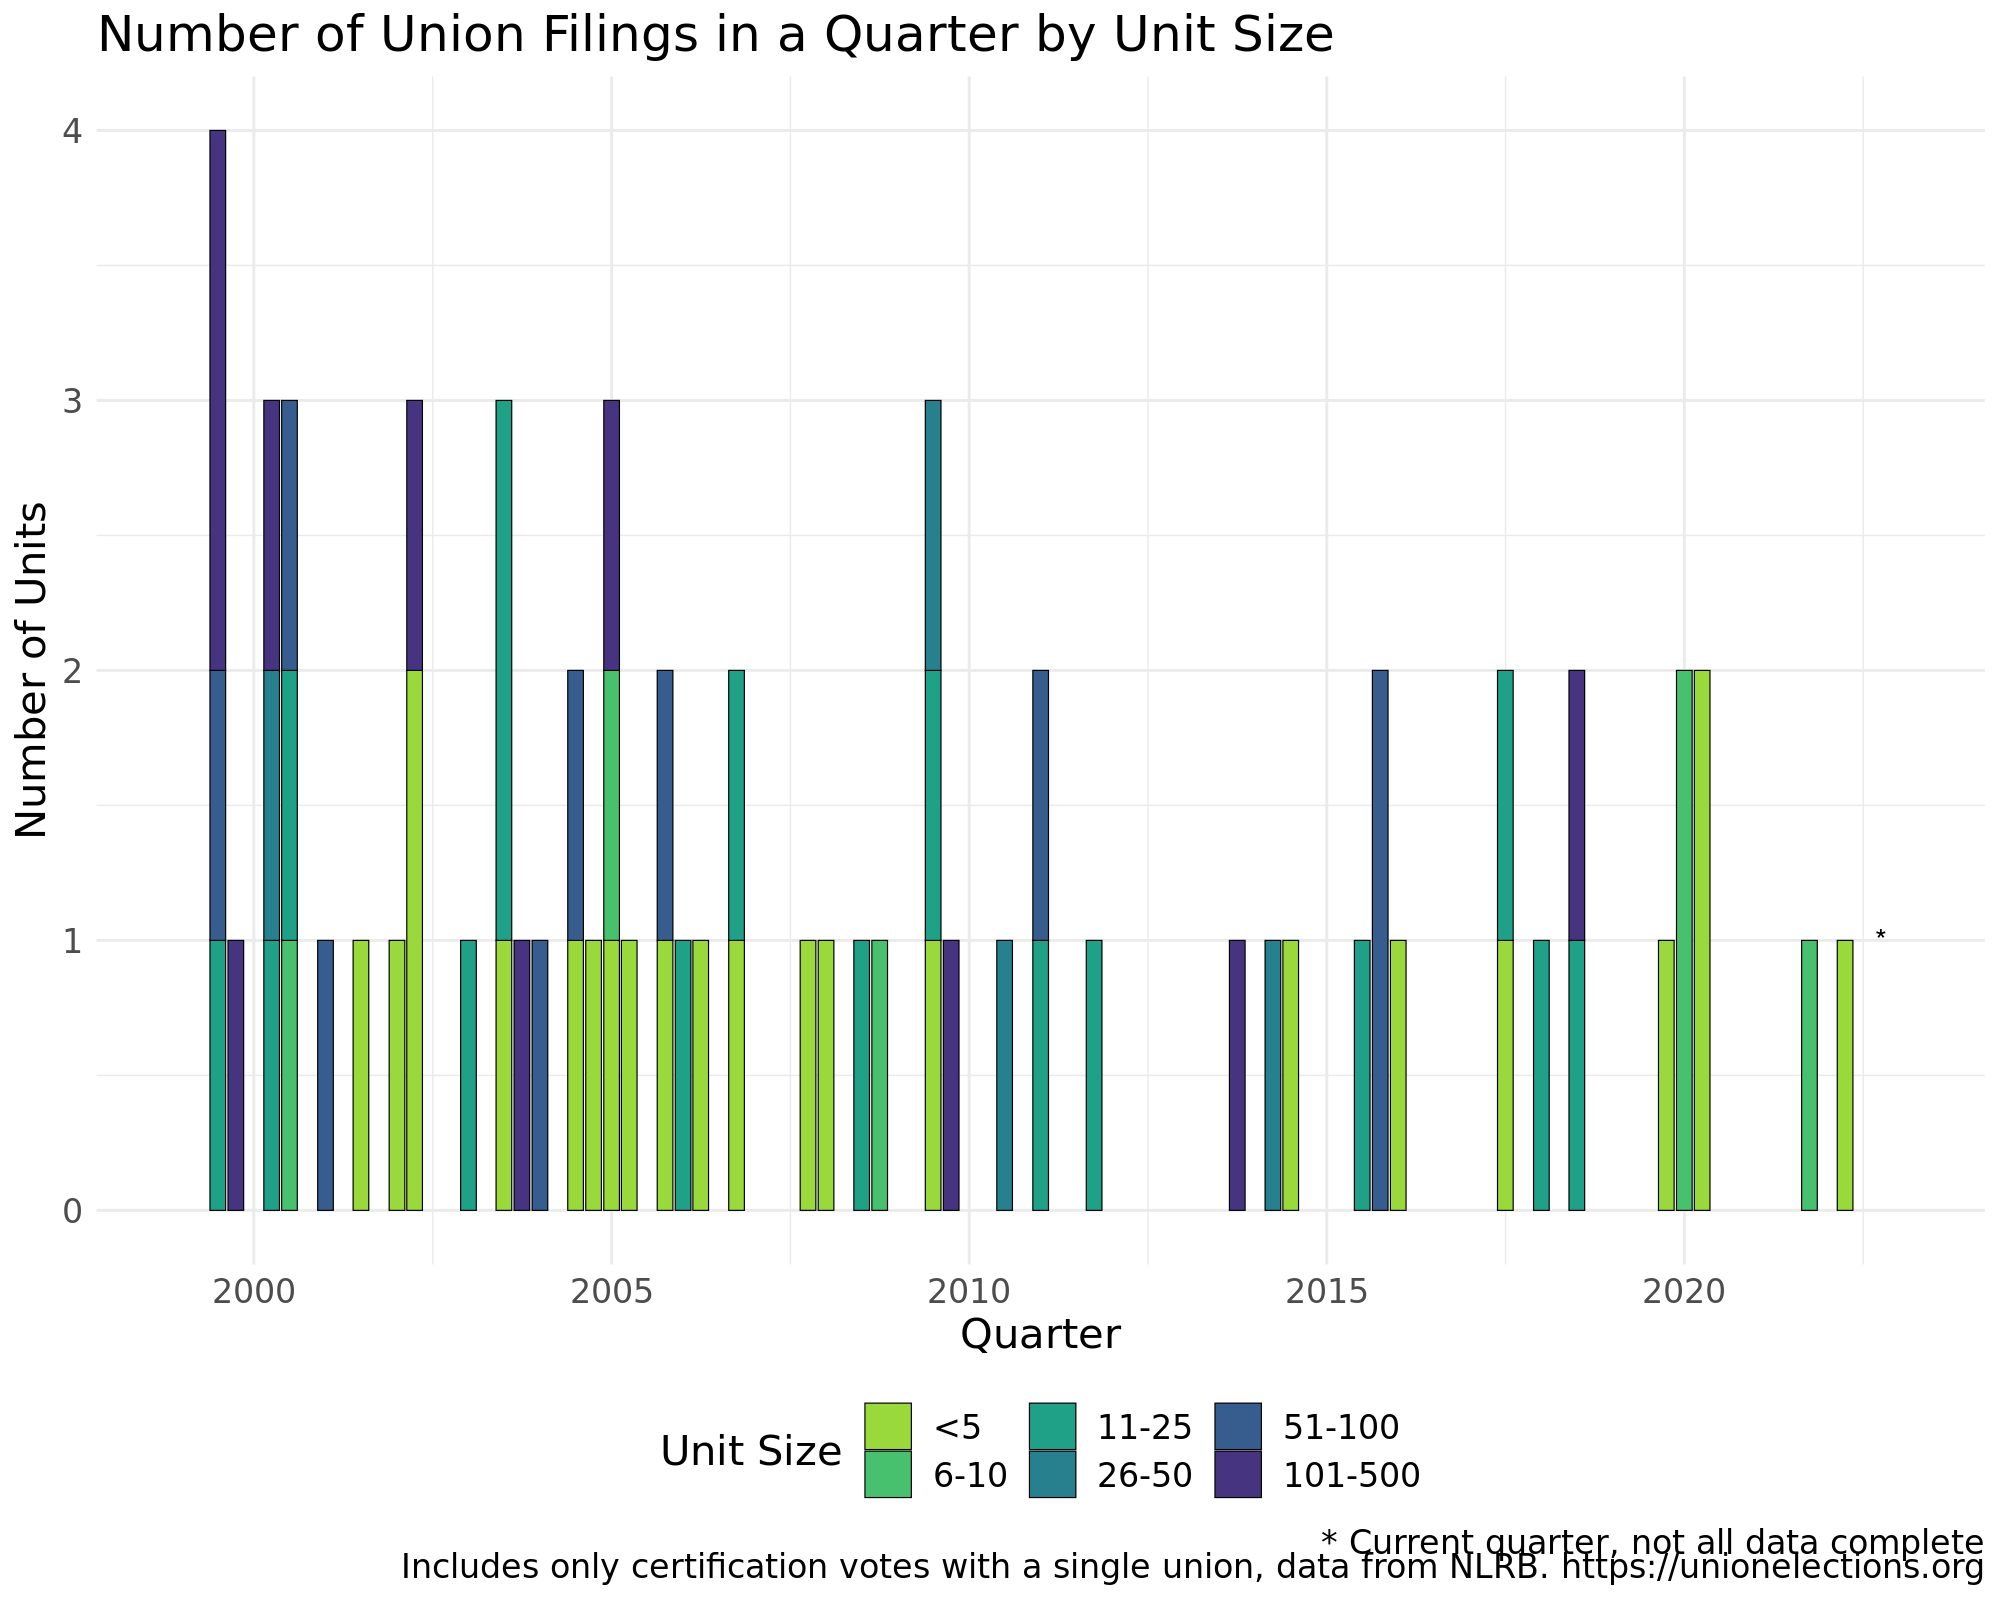 Number of Union Filings in a Quarter by Unit Size
Number of Units
4
3
2
1
0
*
2000 2005 2010 2015 2020
Quarter
Unit Size
<5 11-25 51-100
6-10 26-50 101-500
* Current quarter, not all data complete
Includes only certification votes with a single union, data from NLRB. https://unionelections.org